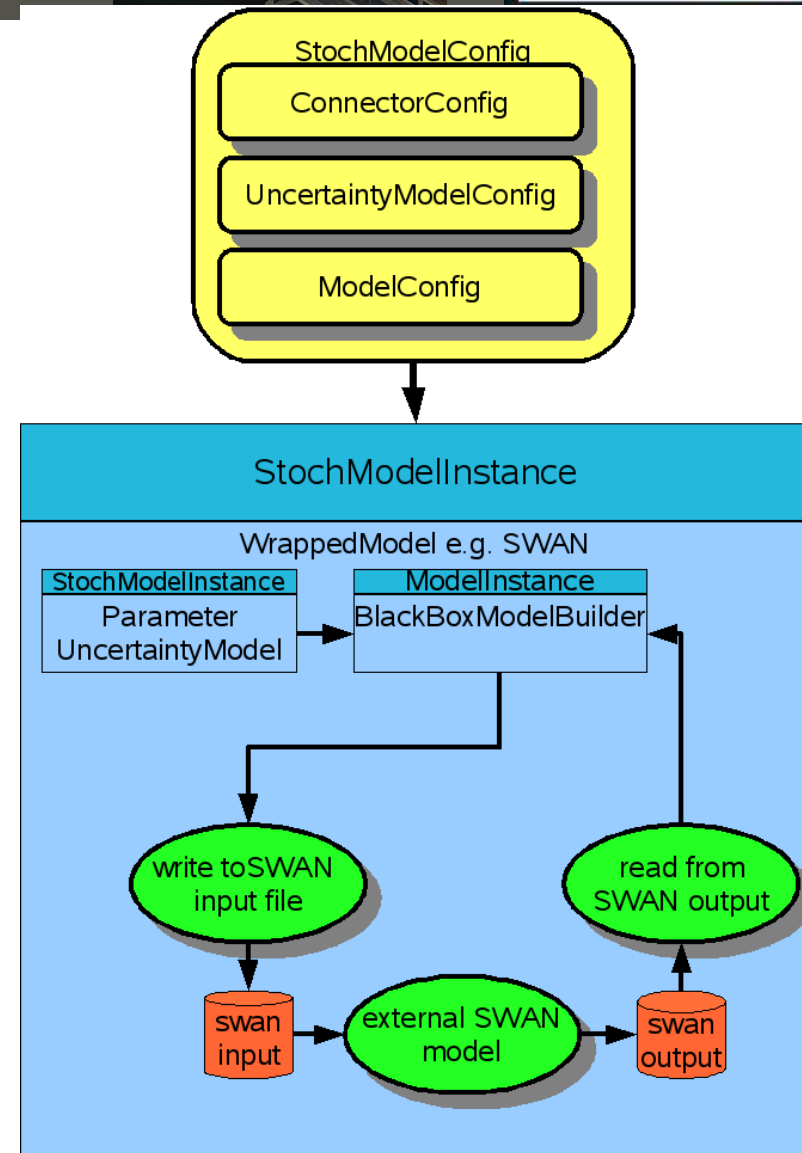 StochModelConfig
ConnectorConfig
UncertaintyModelConfig
ModelConfig
StochModelInstance
WrappedModel e.g. SWAN
StochModelInstance
Parameter
UncertaintyModel
ModelInstance
BlackBoxModelBuilder
write toSWAN
input file
read from
SWAN output
swan
input
external SWAN
model
swan
output